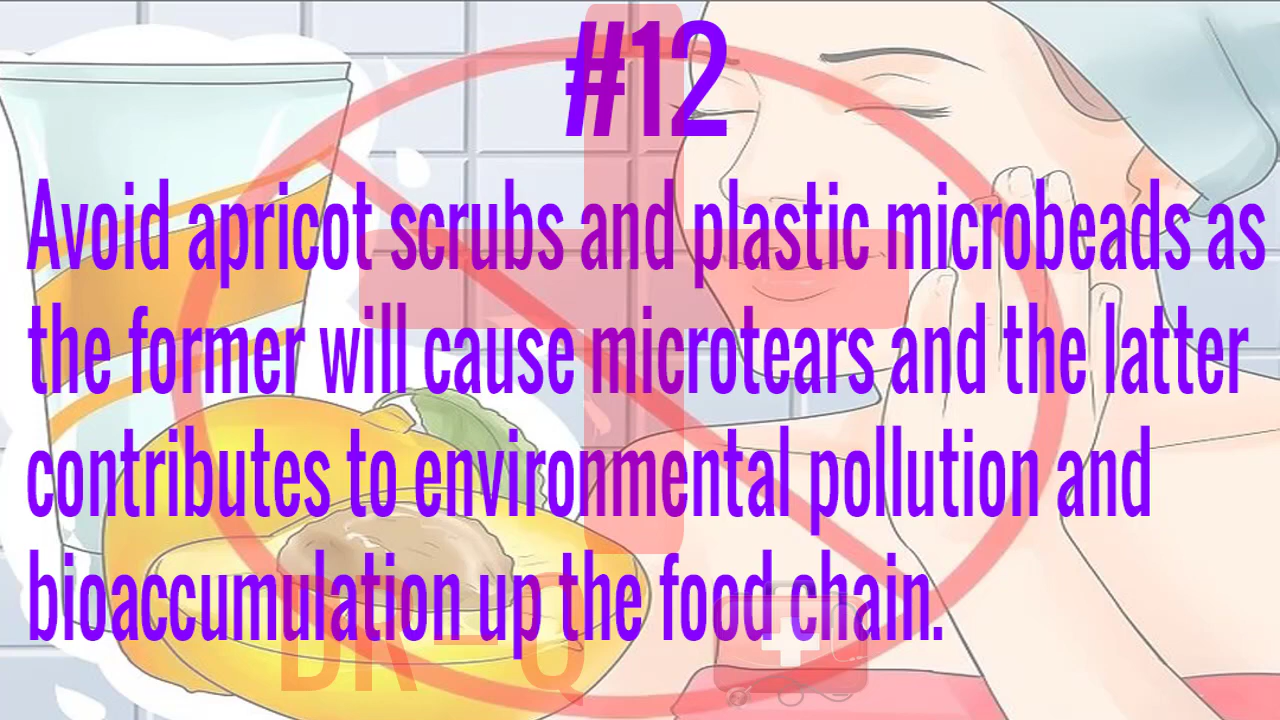 #12
Avoid apricot scrubs and plastic microbeads as
the former will cause microtears and the latter
contributes to environmental pollution and
bioaccumulation up the food chain.
DR-Q